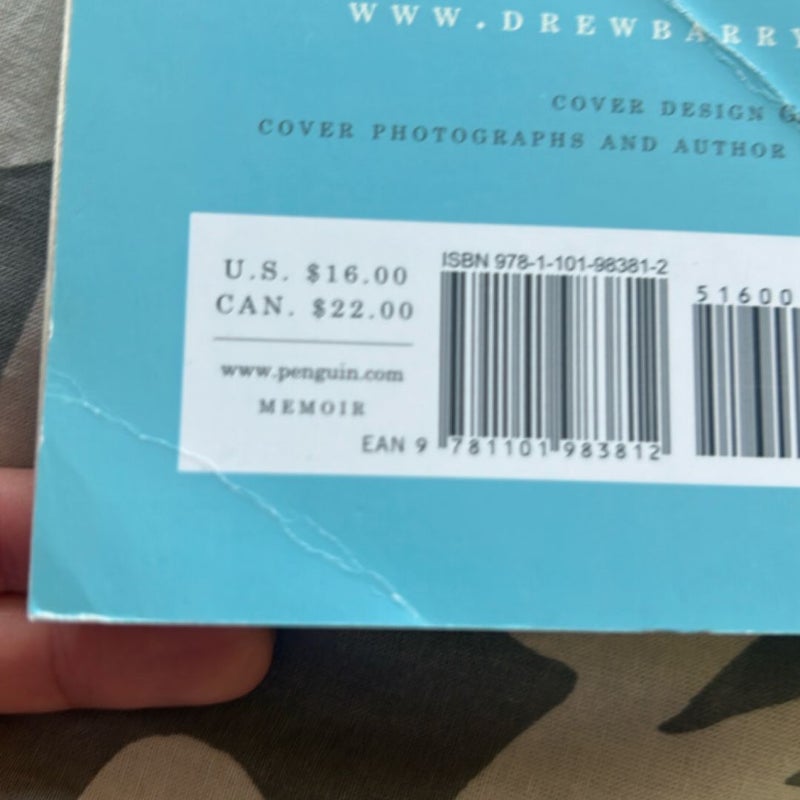 WWW.DREWBARRY
COVER DESIGN
COVER PHOTOGRAPHS AND AUTHOR
U.S. $16.00
CAN. $22.00
www.penguin.com
MEMOIR
ISBN 978-1-101-98381-2
EAN 9 781101 983812
51600